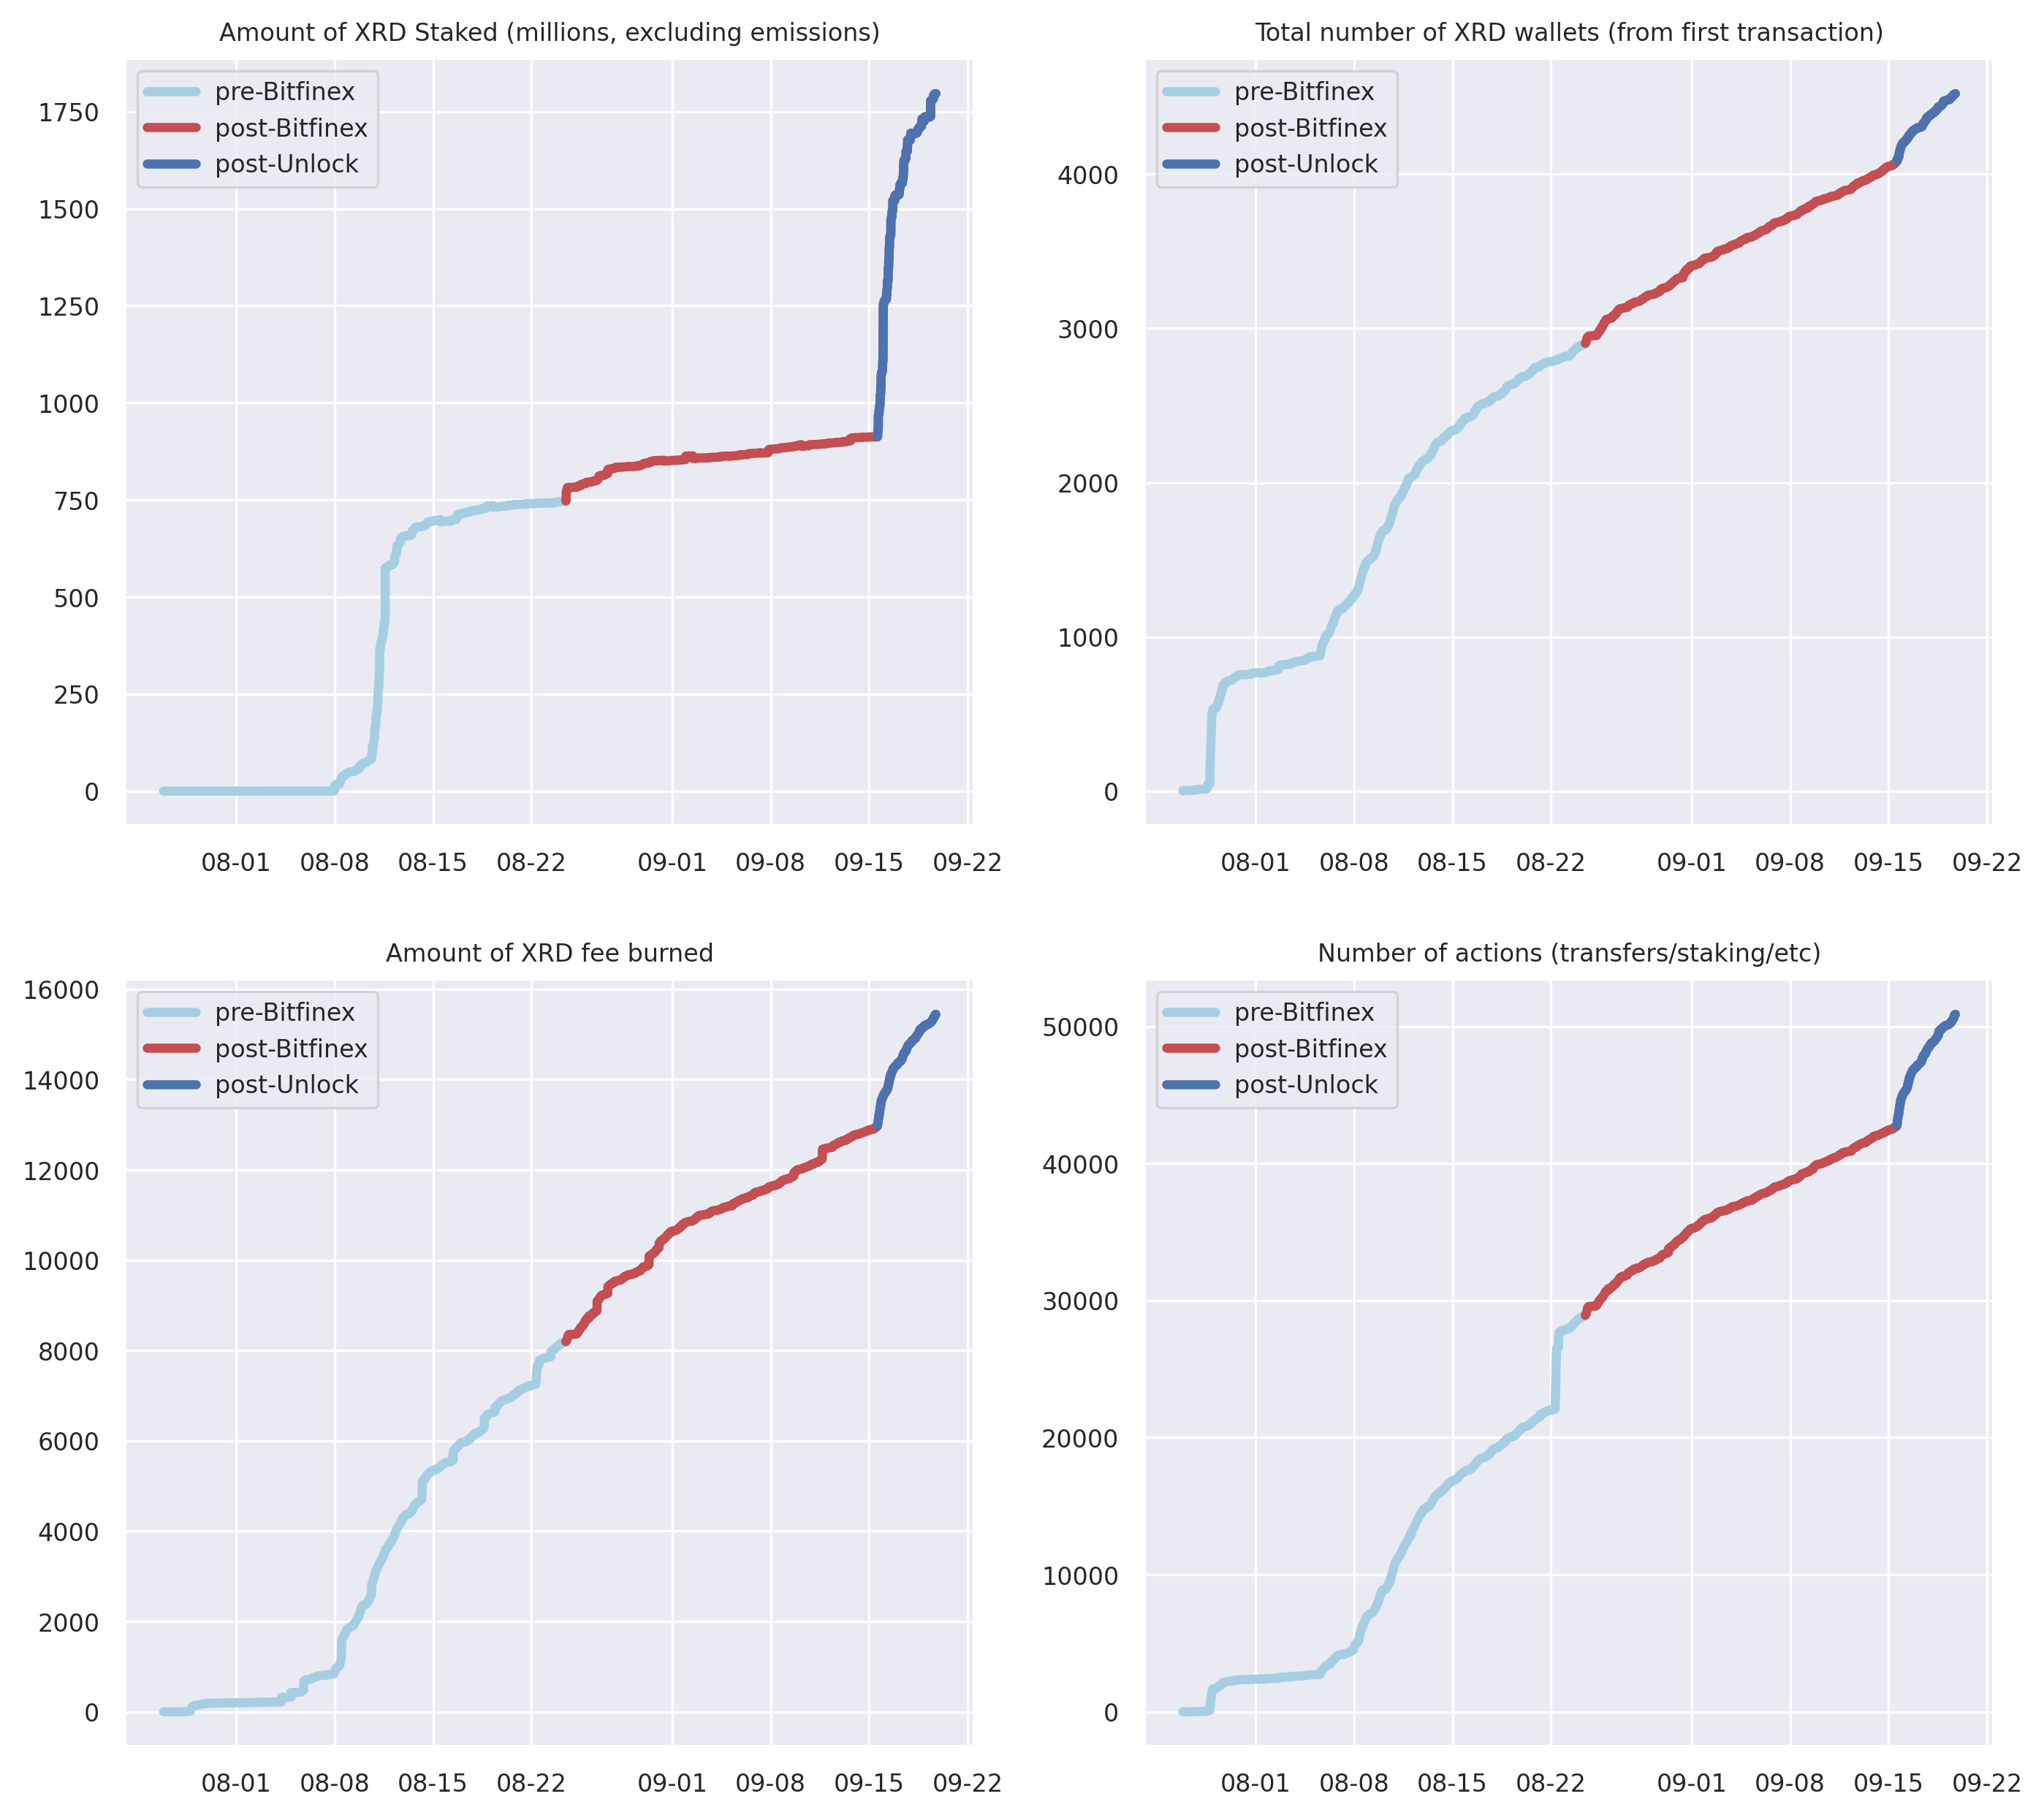 Amount of XRD Staked (millions, excluding emissions)
pre-Bitfinex
post-Bitfinex
post-Unlock
1750
1500
1250
1000
750
500
250
0
08-01 08-08 08-15 08-22 09-01 09-08 09-15 09-22
Total number of XRD wallets (from first transaction)
pre-Bitfinex
post-Bitfinex
post-Unlock
4000
3000
2000
1000
0
08-01 08-08 08-15 08-22 09-01 09-08 09-15 09-22
Amount of XRD fee burned
16000
pre-Bitfinex
post-Bitfinex
post-Unlock
14000
12000
10000
8000
6000
4000
2000
0
08-01 08-08 08-15 08-22 09-01 09-08 09-15 09-22
Number of actions (transfers/staking/etc)
pre-Bitfinex
50000
post-Bitfinex
post-Unlock
40000
30000
20000
10000
0
08-01 08-08 08-15 08-22 09-01 09-08 09-15 09-22